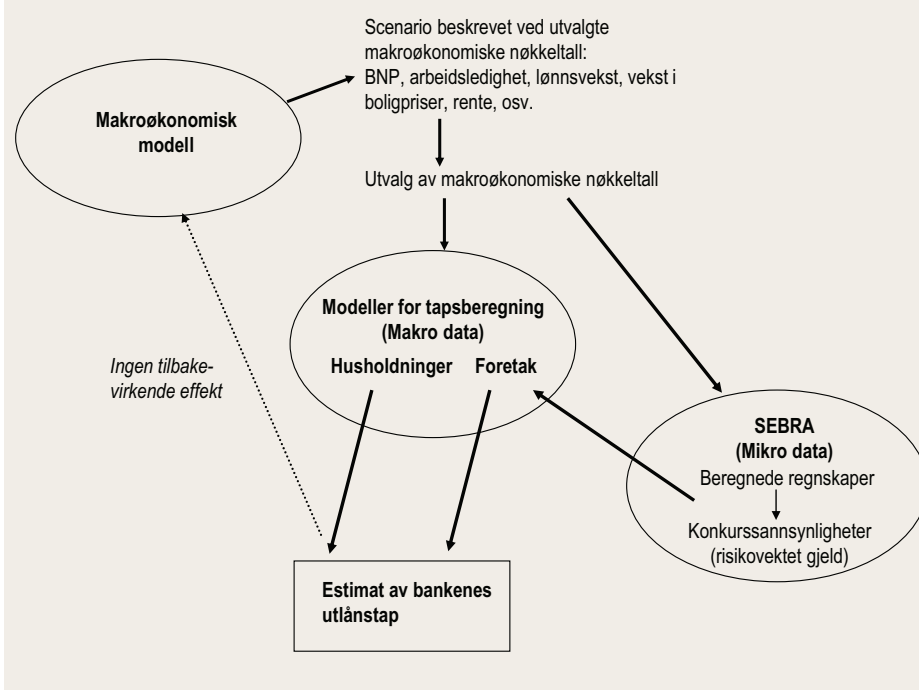 Scenario beskrevet ved utvalgte
makroøkonomiske nøkkeltall:
BNP, arbeidsledighet, lønnsvekst, vekst i
boligpriser, rente, osv.
Makroøkonomisk
modell
Utvalg av makroøkonomiske nøkkeltall
Modeller for tapsberegning
(Makro data)
Husholdninger Foretak
Ingen tilbake-
virkende effekt
SEBRA
(Mikro data)
Beregnede regnskaper
Konkurssannsynligheter
(risikovektet gjeld)
Estimat av bankenes
utlånstap